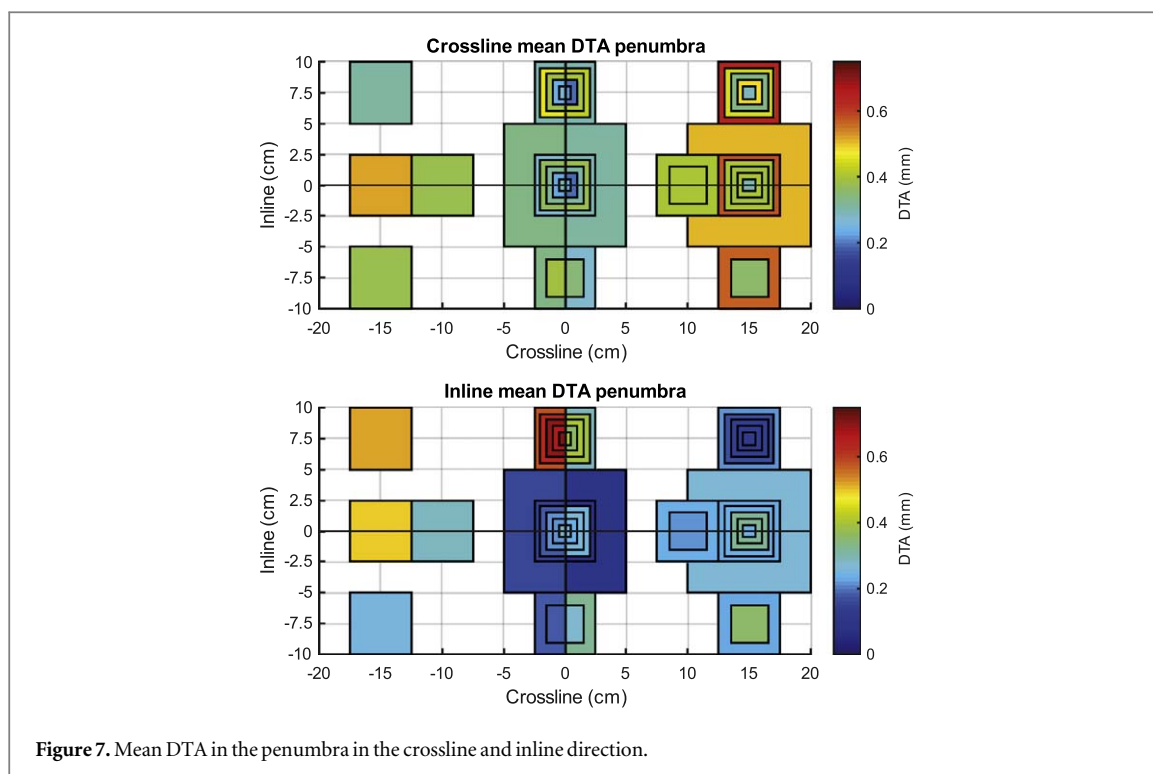 Crossline mean DTA penumbra
10
7.5
5
2.5
0
-2.5
-5
-7.5
-10
Inline (cm)
-20 -15 -10 -5 0 5 10 15 20
Crossline (cm)
0.6
0.4
0.2
0
DTA (mm)
Inline mean DTA penumbra
10
7.5
5
2.5
0
-2.5
-5
-7.5
-10
Inline (cm)
-20 -15 -10 -5 0 5 10 15 20
Crossline (cm)
0.6
0.4
0.2
0
DTA (mm)
Figure 7. Mean DTA in the penumbra in the crossline and inline direction.